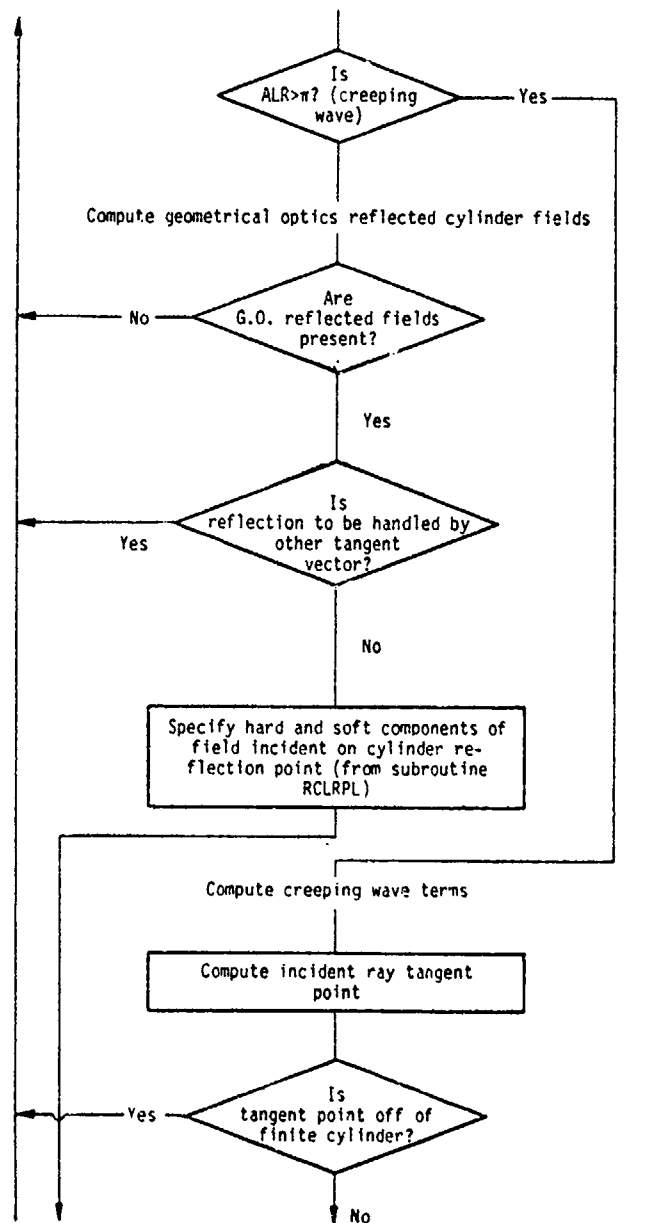 Is
ALR>π? (creeping
wave)
Yes
Compute geometrical optics reflected cylinder fields
Are
G.O. reflected fields
present?
No
Yes
Is
reflection to be handled by
other tangent
vector?
Yes
No
Specify hard and soft components of
field incident on cylinder re-
flection point (from subroutine
RCLRPL)
Compute creeping wave terms
Compute incident ray tangent
point
Is
tangent point off of
finite cylinder?
Yes
No